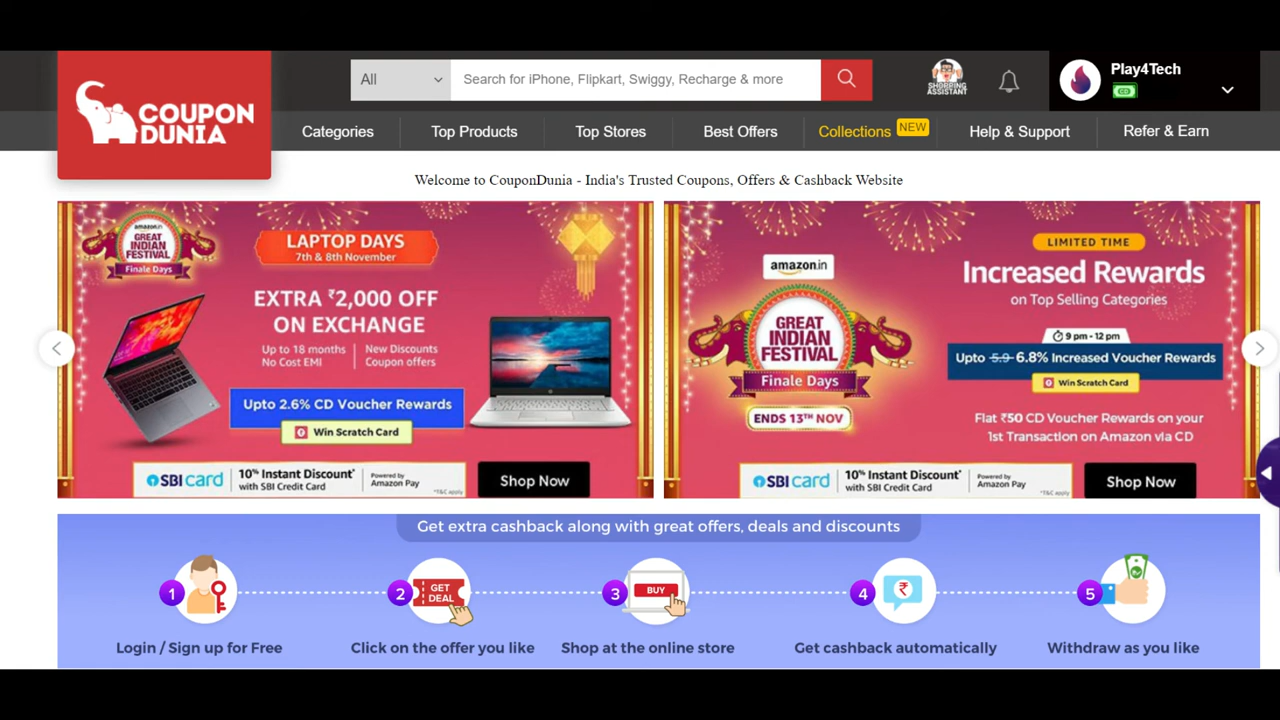 COUPON
DUNIA
All
Search for iPhone, Flipkart, Swiggy, Recharge & more
SHOPPING
ASSISTANT
Play4Tech
CD
Categories
Top Products
Top Stores
Best Offers
Collections NEW
Help & Support
Refer & Earn
Welcome to CouponDunia - India's Trusted Coupons, Offers & Cashback Website
amazon.in
GREAT
INDIAN
FESTIVAL
Finale Days
LAPTOP DAYS
7th & 8th November
EXTRA ₹2,000 OFF
ON EXCHANGE
Up to 18 months
No Cost EMI
New Discounts
Coupon offers
Upto 2.6% CD Voucher Rewards
Win Scratch Card
SBI card
10% Instant Discount*
with SBI Credit Card
Powered by
Amazon Pay
*T&C apply
Shop Now
amazon.in
GREAT
INDIAN
FESTIVAL
Finale Days
ENDS 13TH NOV
LIMITED TIME
Increased Rewards
on Top Selling Categories
9 pm - 12 pm
Upto 5.9 6.8% Increased Voucher Rewards
Win Scratch Card
Flat ₹50 CD Voucher Rewards on your
1st Transaction on Amazon via CD
SBI card
10% Instant Discount*
with SBI Credit Card
Powered by
Amazon Pay
*T&C apply
Shop Now
Get extra cashback along with great offers, deals and discounts
1
Login / Sign up for Free
2
GET
DEAL
Click on the offer you like
3
BUY
Shop at the online store
4
₹
Get cashback automatically
5
Withdraw as you like